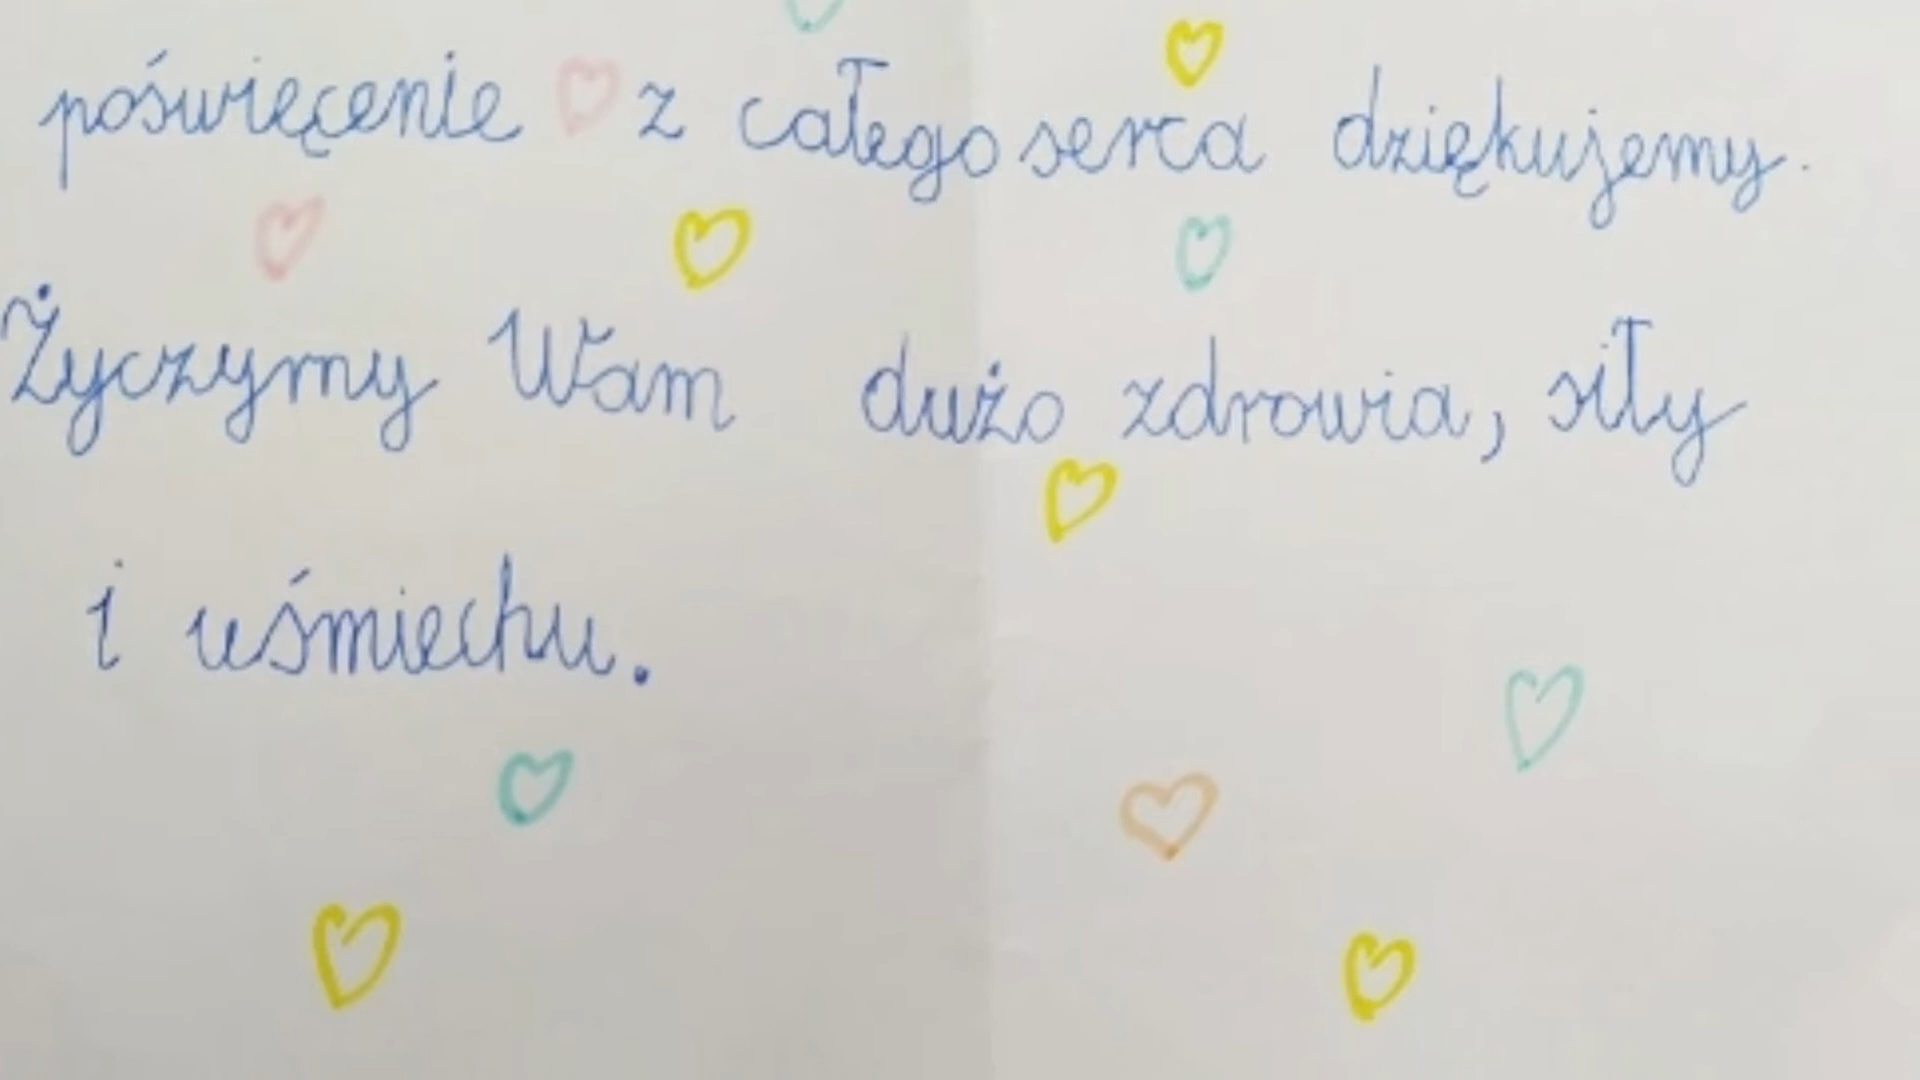 poświęcenie z całego serca dziękujemy.
Życzymy Wam dużo zdrowia, siły
i uśmiechu.